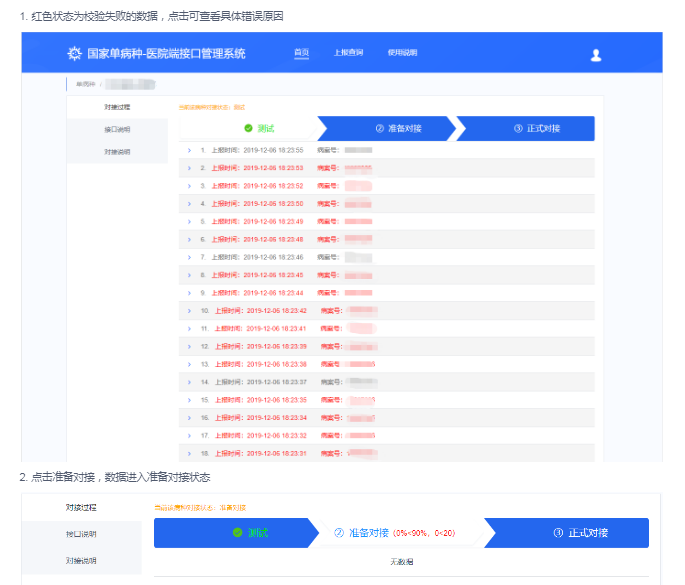 1. 红色状态为校验失败的数据，点击可查看具体错误原因
国家单病种-医院端接口管理系统 首页 上报查询 使用说明
单病种 /
对接过程 当前该病种对接状态：测试
接口说明
对接说明
测试 ② 准备对接 ③ 正式对接
1. 上报时间：2019-12-06 18:23:55 病案号：
2. 上报时间：2019-12-06 18:23:53 病案号：
3. 上报时间：2019-12-06 18:23:52 病案号：
4. 上报时间：2019-12-06 18:23:50 病案号：
5. 上报时间：2019-12-06 18:23:49 病案号：
6. 上报时间：2019-12-06 18:23:48 病案号：
7. 上报时间：2019-12-06 18:23:46 病案号：
8. 上报时间：2019-12-06 18:23:45 病案号：
9. 上报时间：2019-12-06 18:23:44 病案号：
10. 上报时间：2019-12-06 18:23:42 病案号：
11. 上报时间：2019-12-06 18:23:41 病案号：
12. 上报时间：2019-12-06 18:23:39 病案号：
13. 上报时间：2019-12-06 18:23:38 病案号：
14. 上报时间：2019-12-06 18:23:37 病案号：
15. 上报时间：2019-12-06 18:23:35 病案号：
16. 上报时间：2019-12-06 18:23:34 病案号：
17. 上报时间：2019-12-06 18:23:32 病案号：
18. 上报时间：2019-12-06 18:23:31 病案号：
2. 点击准备对接，数据进入准备对接状态
对接过程 当前该病种对接状态：准备对接
接口说明
对接说明
测试 ② 准备对接 (0%<90%，0<20) ③ 正式对接
无数据